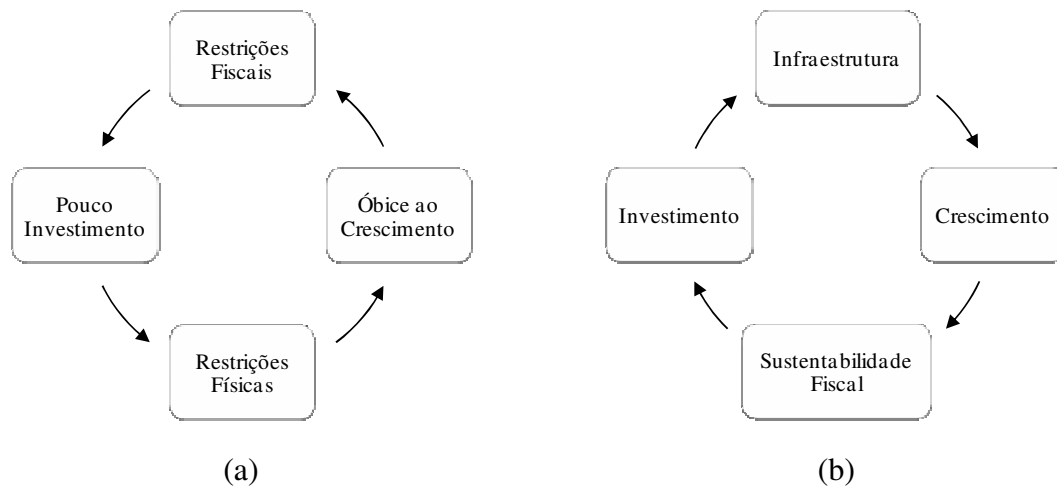 Restrições
Fiscais
Pouco
Investimento
Óbice ao
Crescimento
Restrições
Físicas
(a)
Infraestrutura
Investimento
Crescimento
Sustentabilidade
Fiscal
(b)